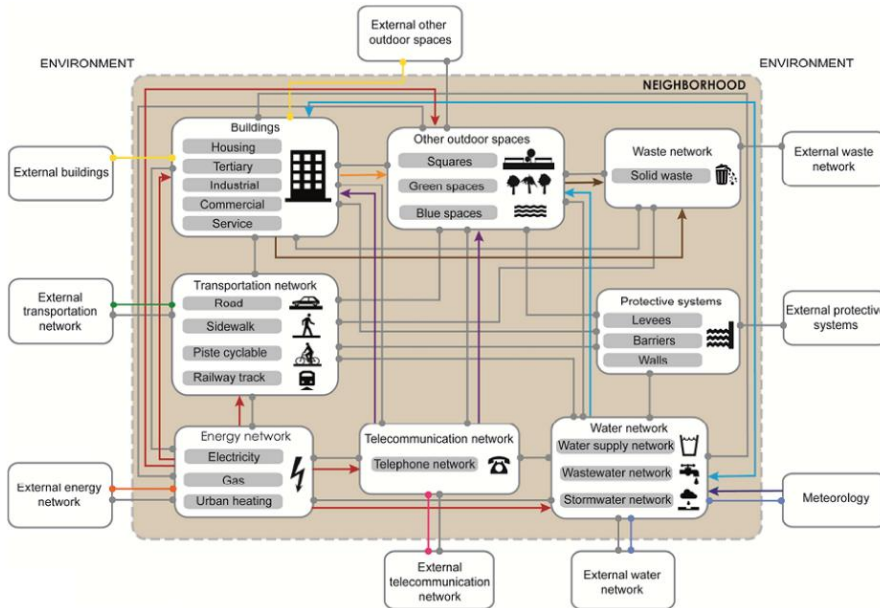 External other
outdoor spaces
ENVIRONMENT
ENVIRONMENT
NEIGHBORHOOD
Buildings
Housing
Tertiary
Industrial
Commercial
Service
Other outdoor spaces
Squares
Green spaces
Blue spaces
Waste network
Solid waste
External buildings
External waste
network
Transportation network
Road
Sidewalk
Piste cyclable
Railway track
External
transportation
network
Protective systems
Levees
Barriers
Walls
External protective
systems
Energy network
Electricity
Gas
Urban heating
Telecommunication network
Telephone network
Water network
Water supply network
Wastewater network
Stormwater network
External energy
network
Meteorology
External
telecommunication
network
External water
network